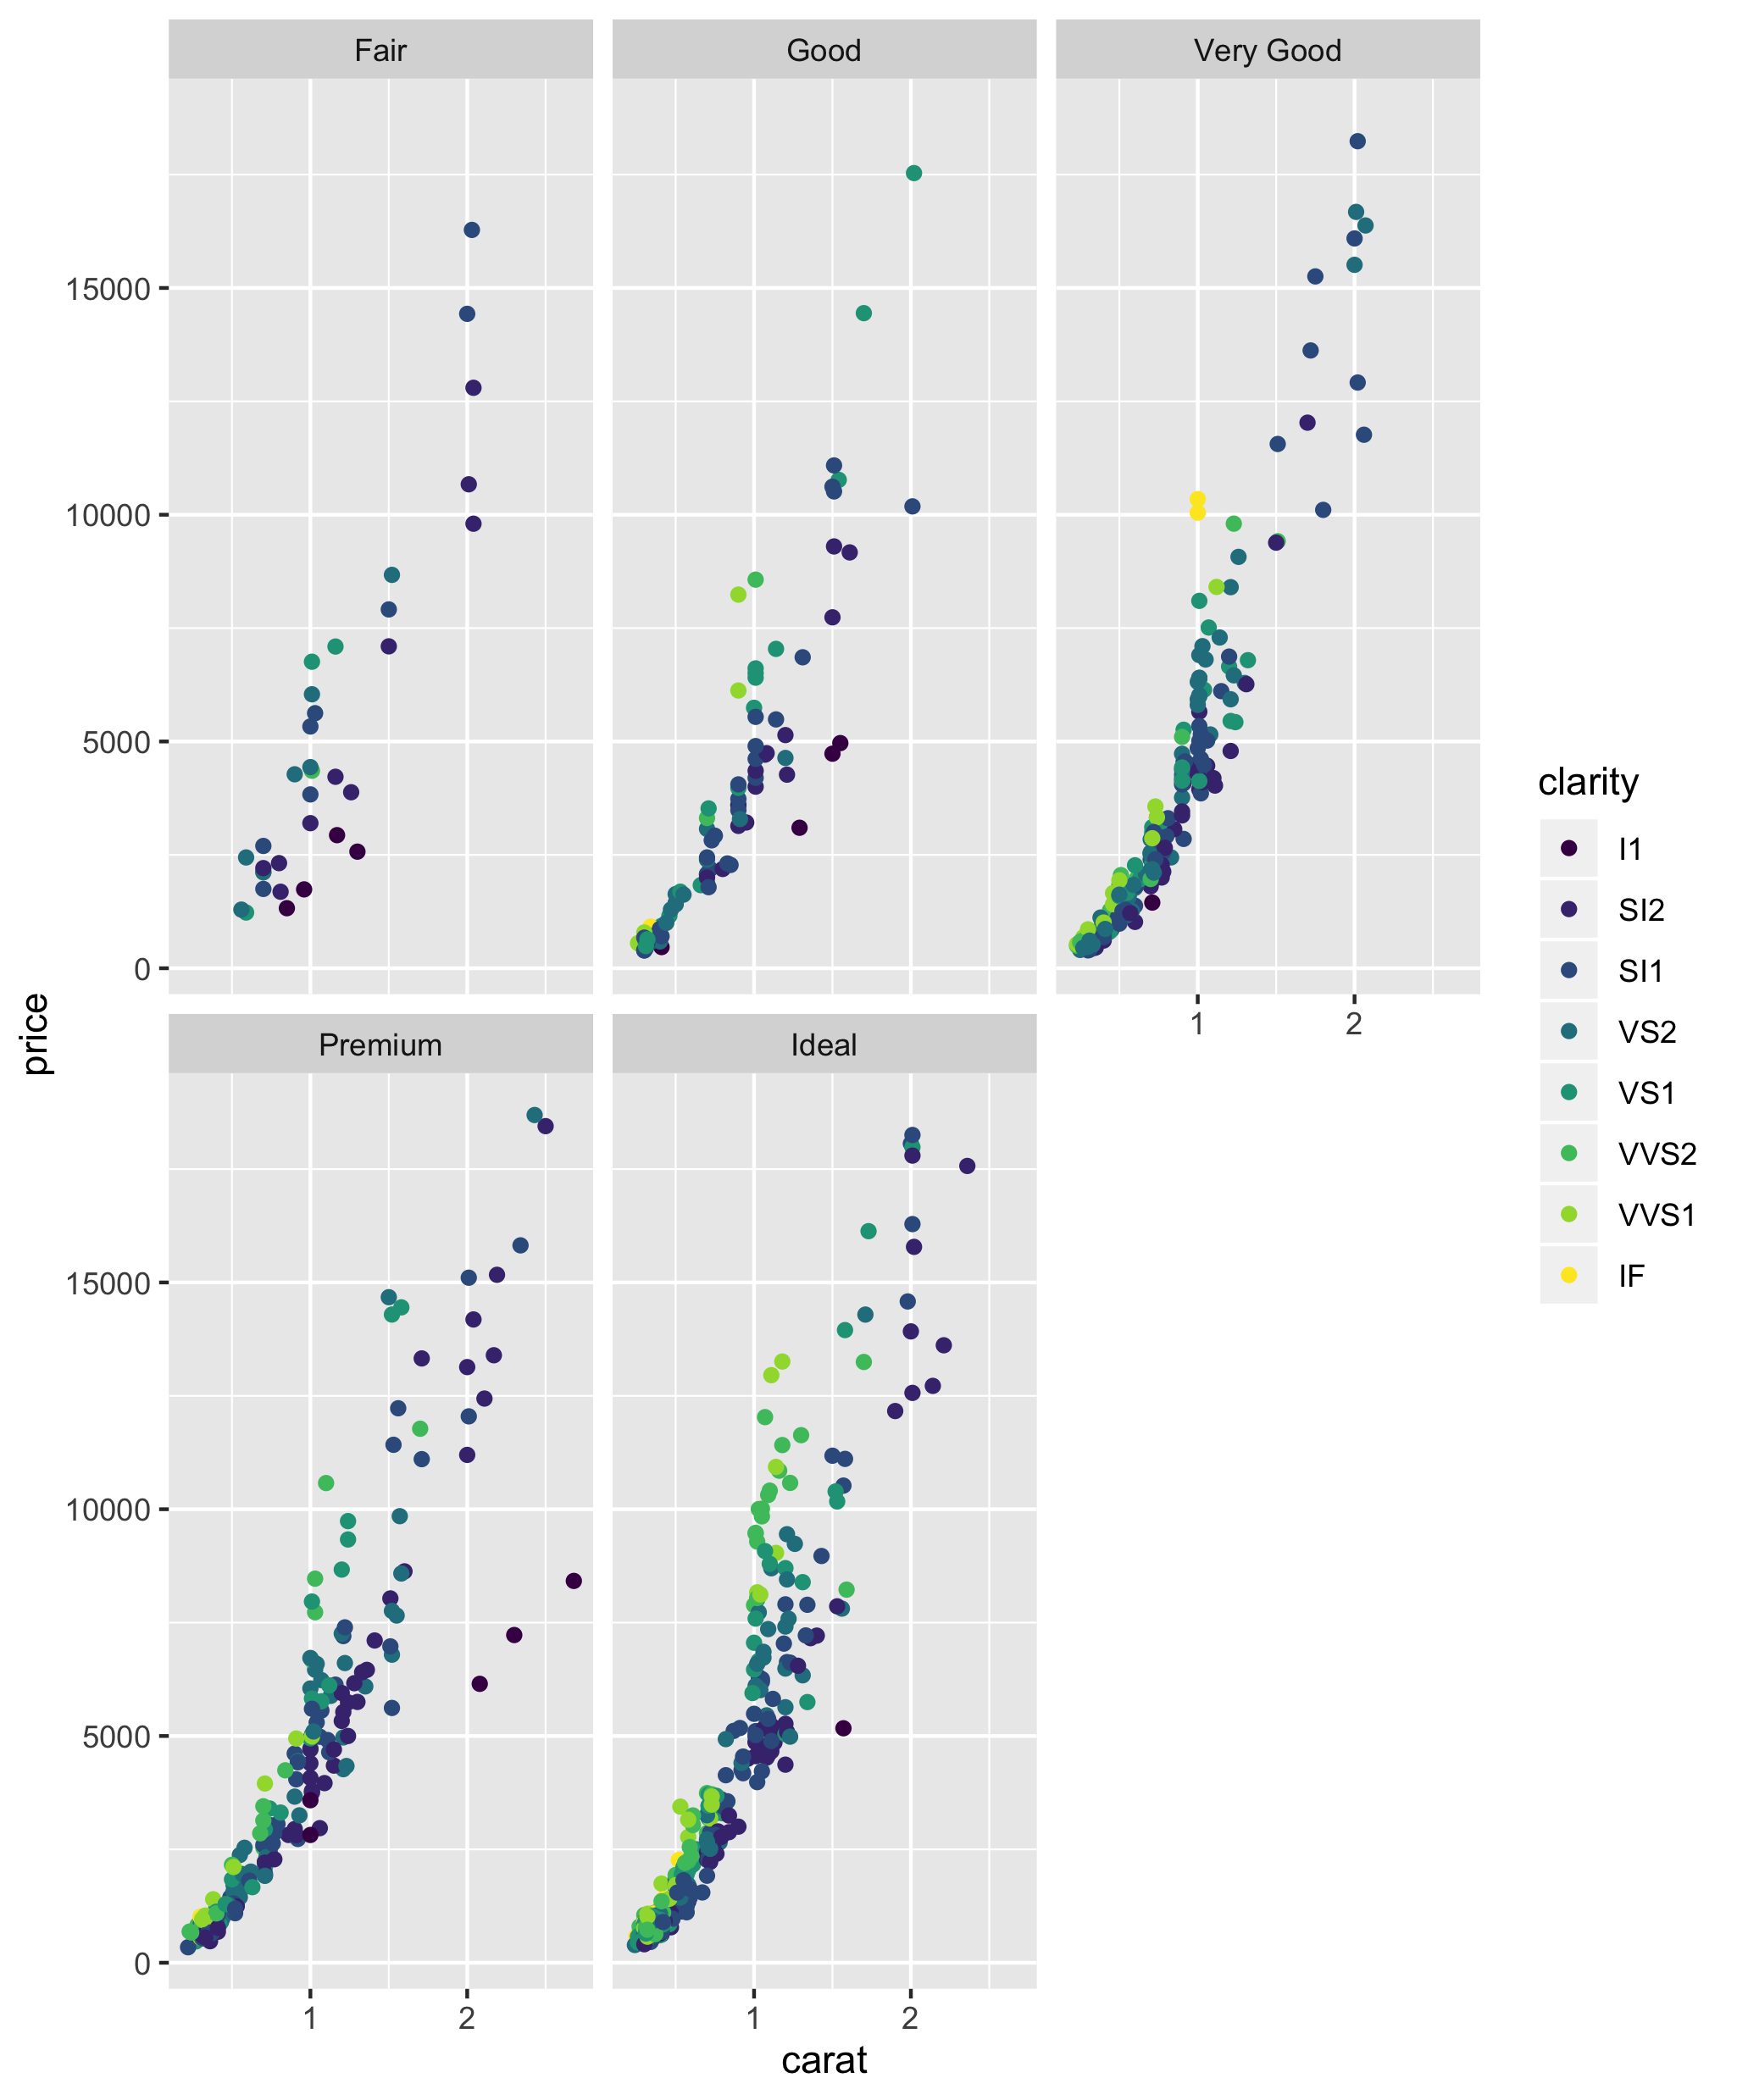 Fair
Good
Very Good
15000
10000
5000
0
1
2
price
Premium
Ideal
15000
10000
5000
0
1
2
1
2
carat
clarity
I1
SI2
SI1
VS2
VS1
VVS2
VVS1
IF